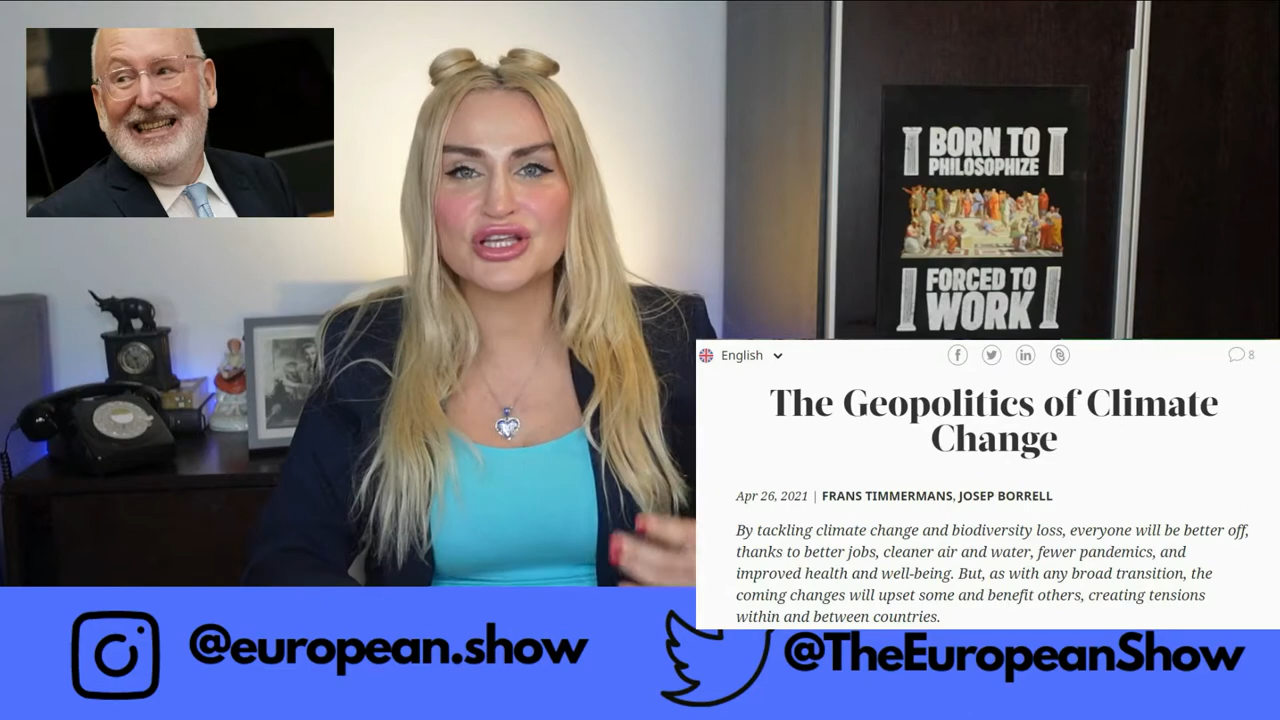 BORN TO
PHILOSOPHIZE
FORCED TO
WORK
English
8
The Geopolitics of Climate
Change
Apr 26, 2021 | FRANS TIMMERMANS, JOSEP BORRELL
By tackling climate change and biodiversity loss, everyone will be better off,
thanks to better jobs, cleaner air and water, fewer pandemics, and
improved health and well-being. But, as with any broad transition, the
coming changes will upset some and benefit others, creating tensions
within and between countries.
@european.show
@TheEuropeanShow